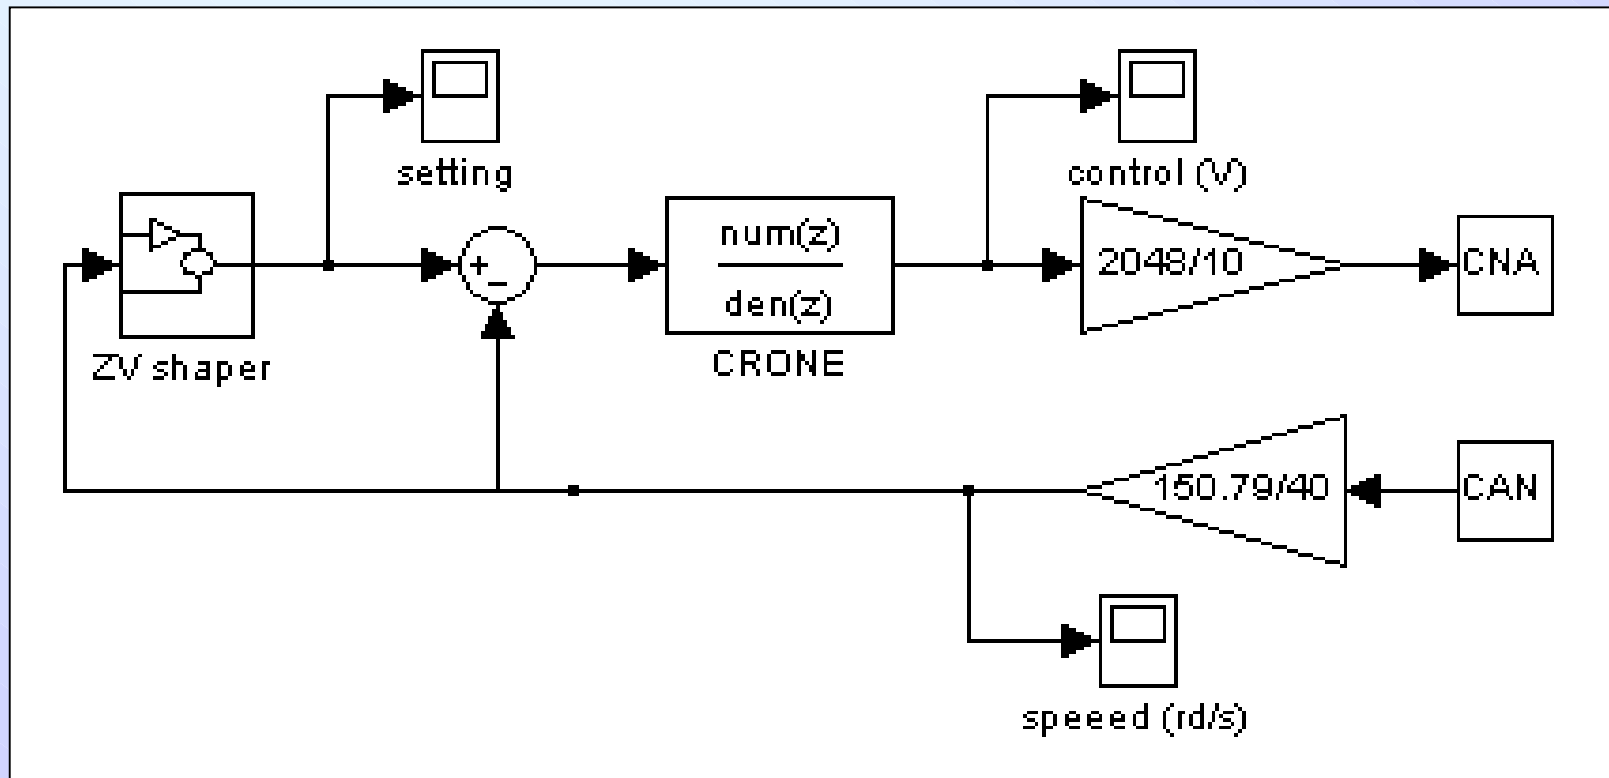 setting
control (V)
+
−
num(z)
den(z)
2048/10
CNA
ZV shaper
CRONE
150.79/40
CAN
speeed (rd/s)